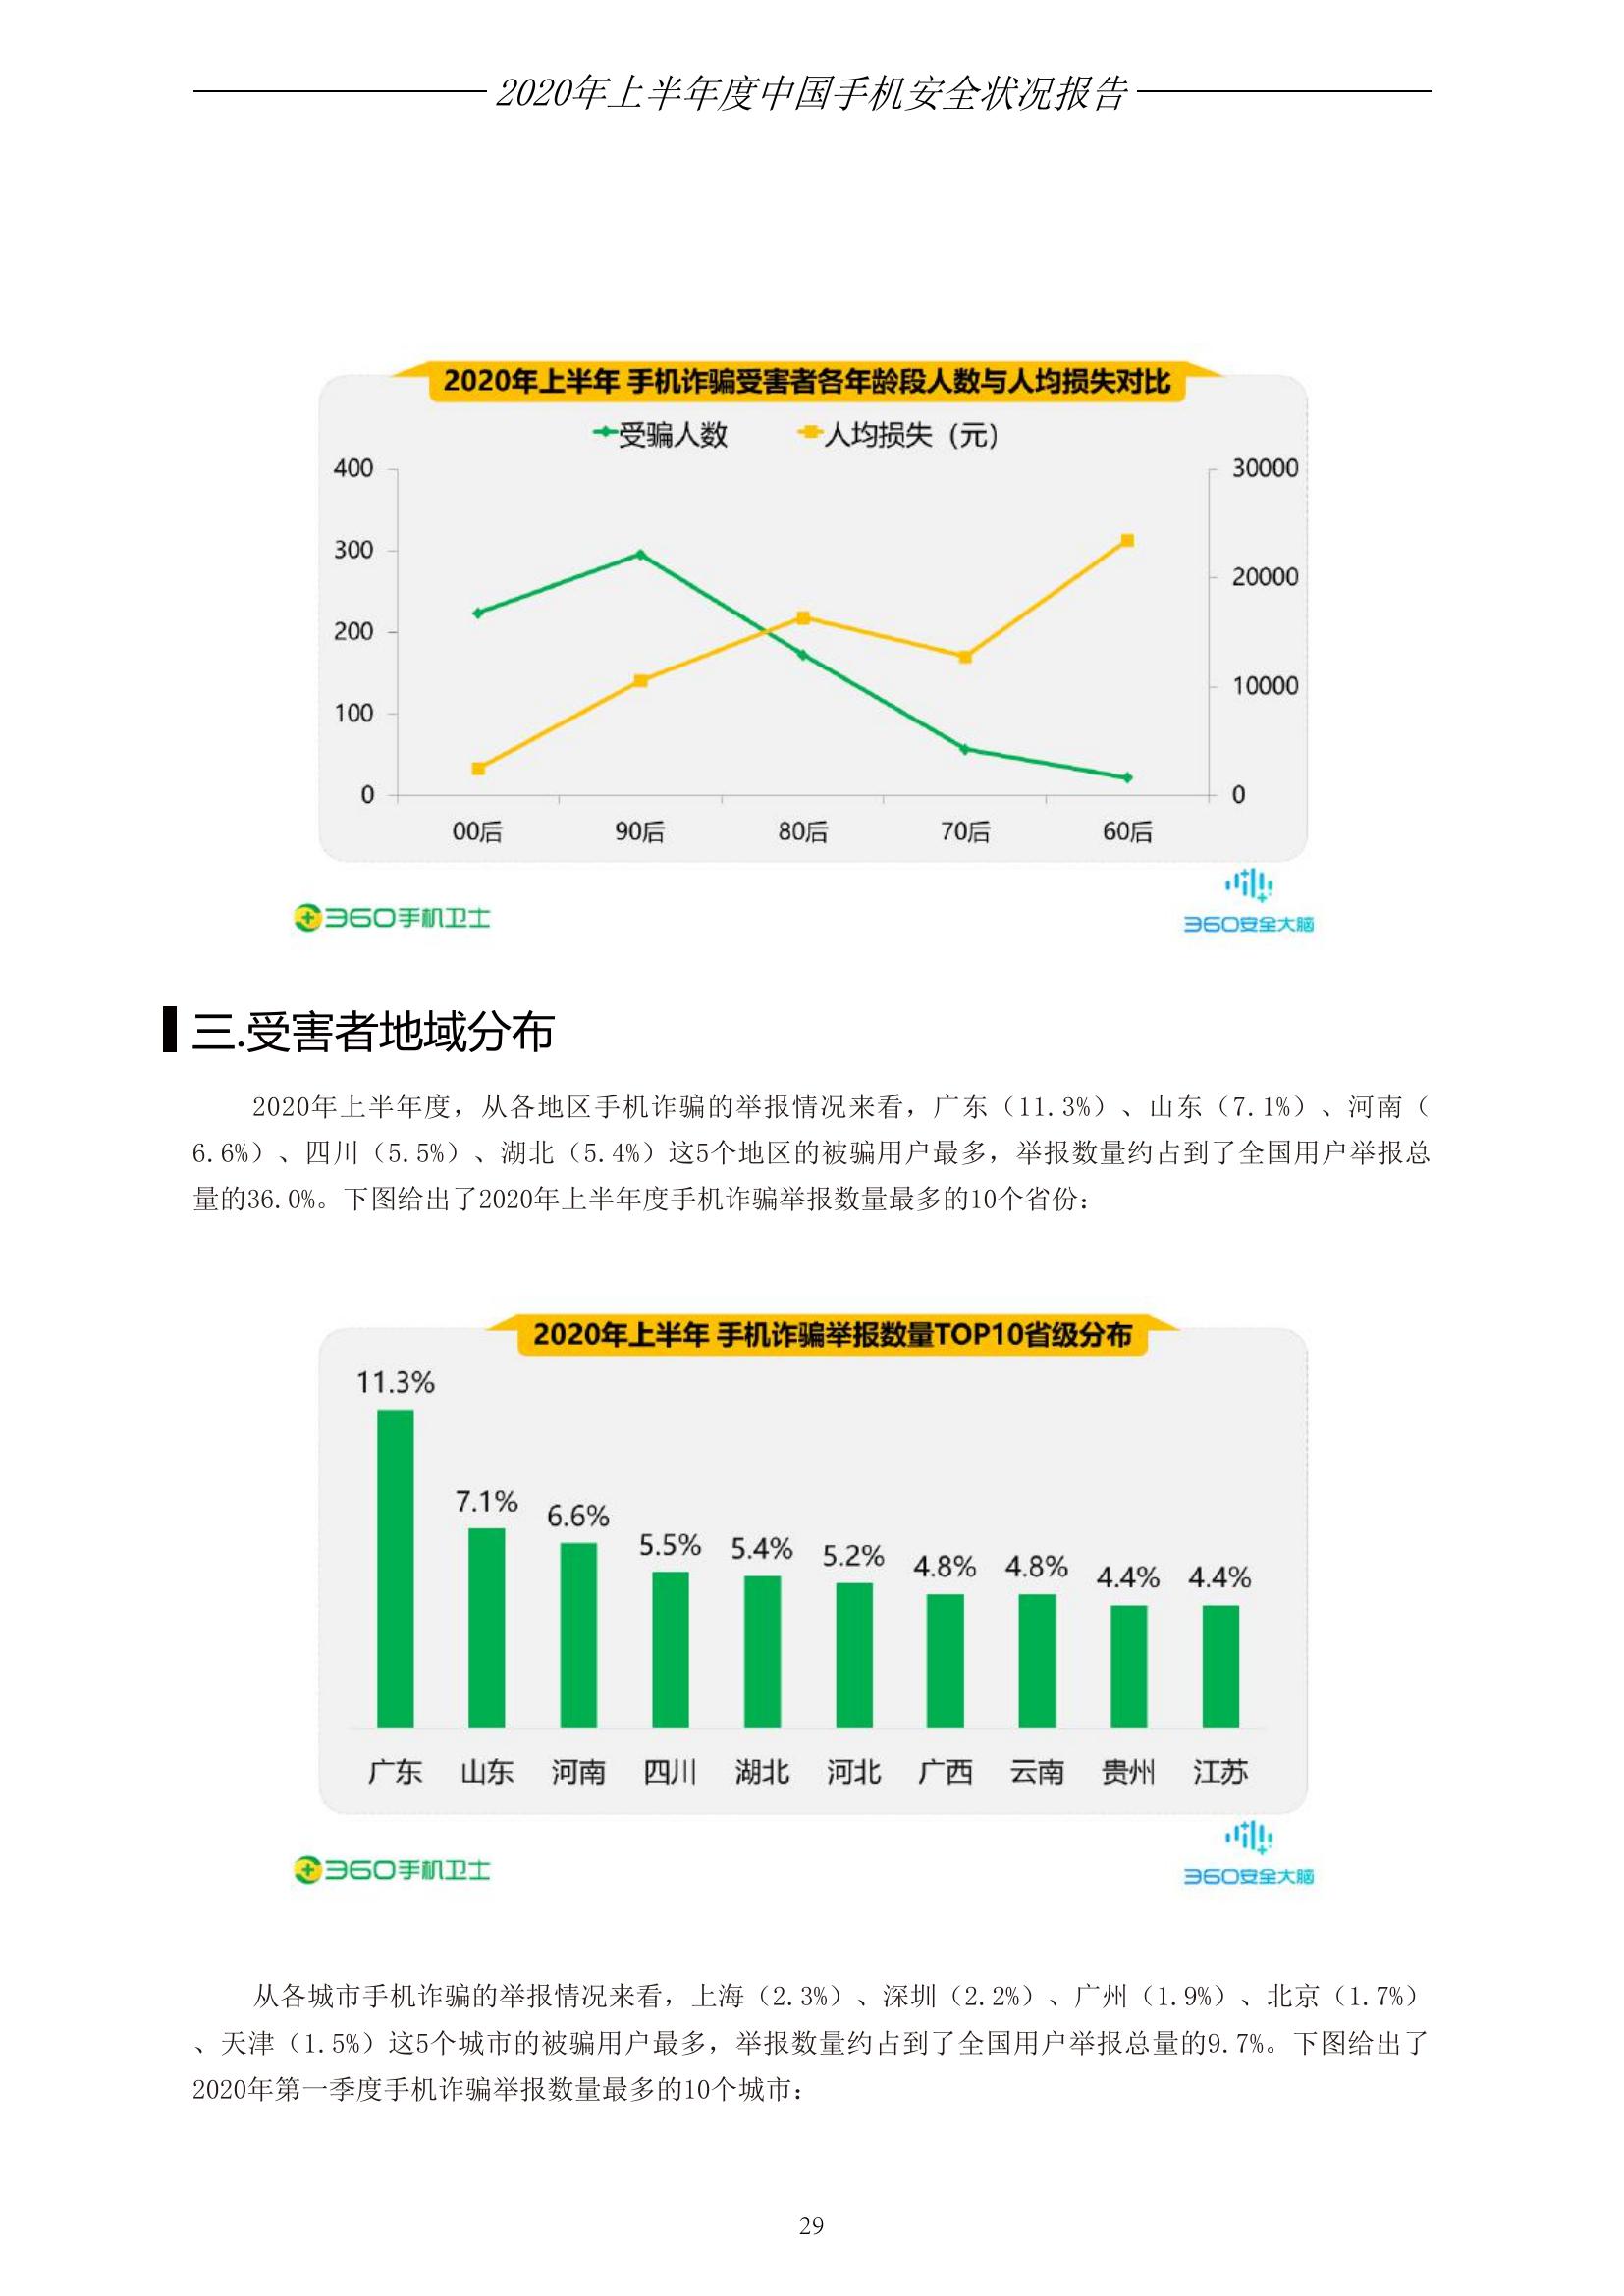 2020年上半年度中国手机安全状况报告
2020年上半年 手机诈骗受害者各年龄段人数与人均损失对比
受骗人数 人均损失（元）
400 30000
300
20000
200
10000
100
0 0
00后 90后 80后 70后 60后
360手机卫士 360安全大脑
三.受害者地域分布
2020年上半年度，从各地区手机诈骗的举报情况来看，广东（11.3%）、山东（7.1%）、河南（
6.6%）、四川（5.5%）、湖北（5.4%）这5个地区的被骗用户最多，举报数量约占到了全国用户举报总
量的36.0%。下图给出了2020年上半年度手机诈骗举报数量最多的10个省份：
2020年上半年 手机诈骗举报数量TOP10省级分布
11.3% 7.1% 6.6% 5.5% 5.4% 5.2% 4.8% 4.8% 4.4% 4.4%
广东 山东 河南 四川 湖北 河北 广西 云南 贵州 江苏
360手机卫士 360安全大脑
从各城市手机诈骗的举报情况来看，上海（2.3%）、深圳（2.2%）、广州（1.9%）、北京（1.7%）
、天津（1.5%）这5个城市的被骗用户最多，举报数量约占到了全国用户举报总量的9.7%。下图给出了
2020年第一季度手机诈骗举报数量最多的10个城市：
29